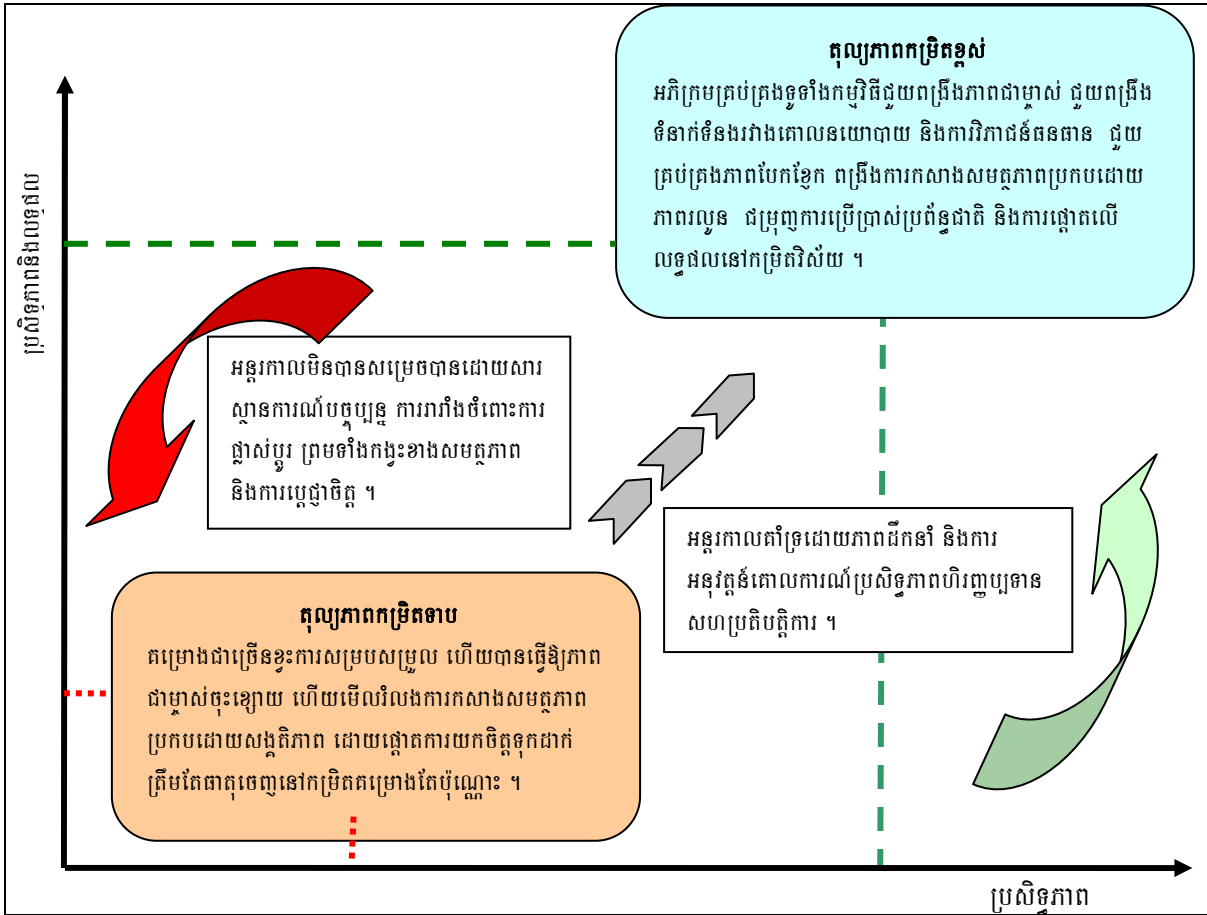 តុល្យភាពកម្រិតខ្ពស់
អភិក្រមគ្រប់គ្រងទូទាំងកម្មវិធីជួយពង្រឹងភាពជាម្ចាស់ ជួយពង្រឹង
ទំនាក់ទំនងរវាងគោលនយោបាយ និងការវិភាជន៍ធនធាន ជួយ
គ្រប់គ្រងភាពបែកខ្ញែក ពង្រឹងការកសាងសមត្ថភាពប្រកបដោយ
ភាពរលូន ជម្រុញការប្រើប្រាស់ប្រព័ន្ធជាតិ និងការផ្តោតលើ
លទ្ធផលនៅកម្រិតវិស័យ ។
ប្រសិទ្ធភាពនិងលទ្ធផល
អន្តរកាលមិនបានសម្រេចបានដោយសារ
ស្ថានការណ៍បច្ចុប្បន្ន ការរារាំងចំពោះការ
ផ្លាស់ប្តូរ ព្រមទាំងកង្វះខាងសមត្ថភាព
និងការប្តេជ្ញាចិត្ត ។
អន្តរកាលគាំទ្រដោយភាពដឹកនាំ និងការ
អនុវត្តន៍គោលការណ៍ប្រសិទ្ធភាពហិរញ្ញប្បទាន
សហប្រតិបត្តិការ ។
តុល្យភាពកម្រិតទាប
គម្រោងជាច្រើនខ្វះការសម្របសម្រួល ហើយបានធ្វើឱ្យភាព
ជាម្ចាស់ចុះខ្សោយ ហើយមើលរំលងការកសាងសមត្ថភាព
ប្រកបដោយសង្គតិភាព ដោយផ្តោតការយកចិត្តទុកដាក់
ត្រឹមតែធាតុចេញនៅកម្រិតគម្រោងតែប៉ុណ្ណោះ ។
ប្រសិទ្ធភាព